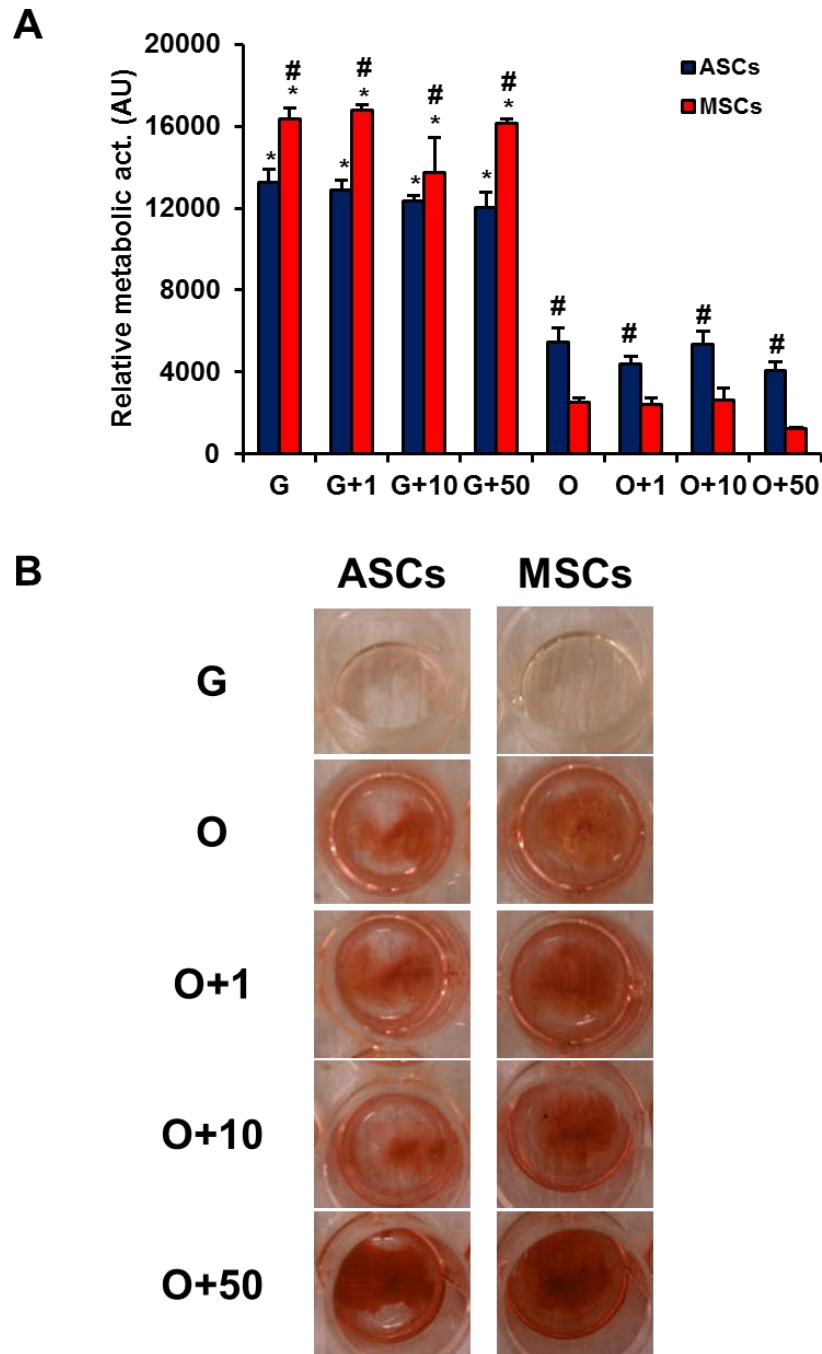 A
20000
16000
12000
8000
4000
0
Relative metabolic act. (AU)
ASCs
MSCs
# # # #
* * * * * * * *
# # # #
G G+1 G+10 G+50 O O+1 O+10 O+50
B
ASCs MSCs
G
O
O+1
O+10
O+50